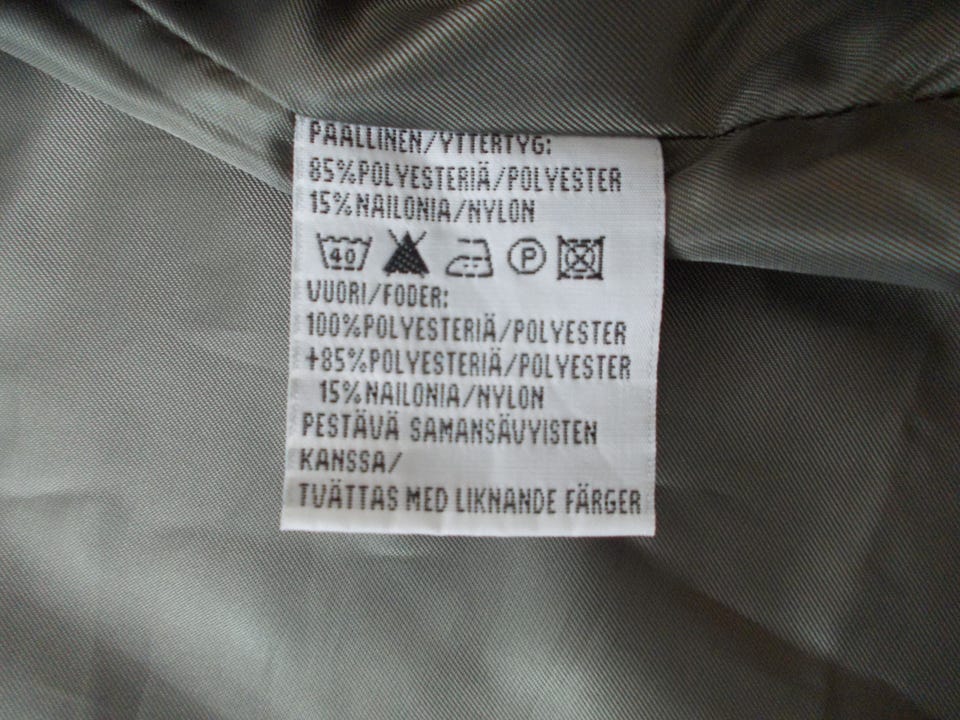 PÄÄLLINEN/YTTERTYG:
85%POLYESTERIÄ/POLYESTER
15%NAILONIA/NYLON
40 P
VUORI/FODER:
100%POLYESTERIÄ/POLYESTER
+85%POLYESTERIÄ/POLYESTER
15%NAILONIA/NYLON
PESTÄVÄ SAMANSÄVYISTEN
KANSSA/
TVÄTTAS MED LIKNANDE FÄRGER